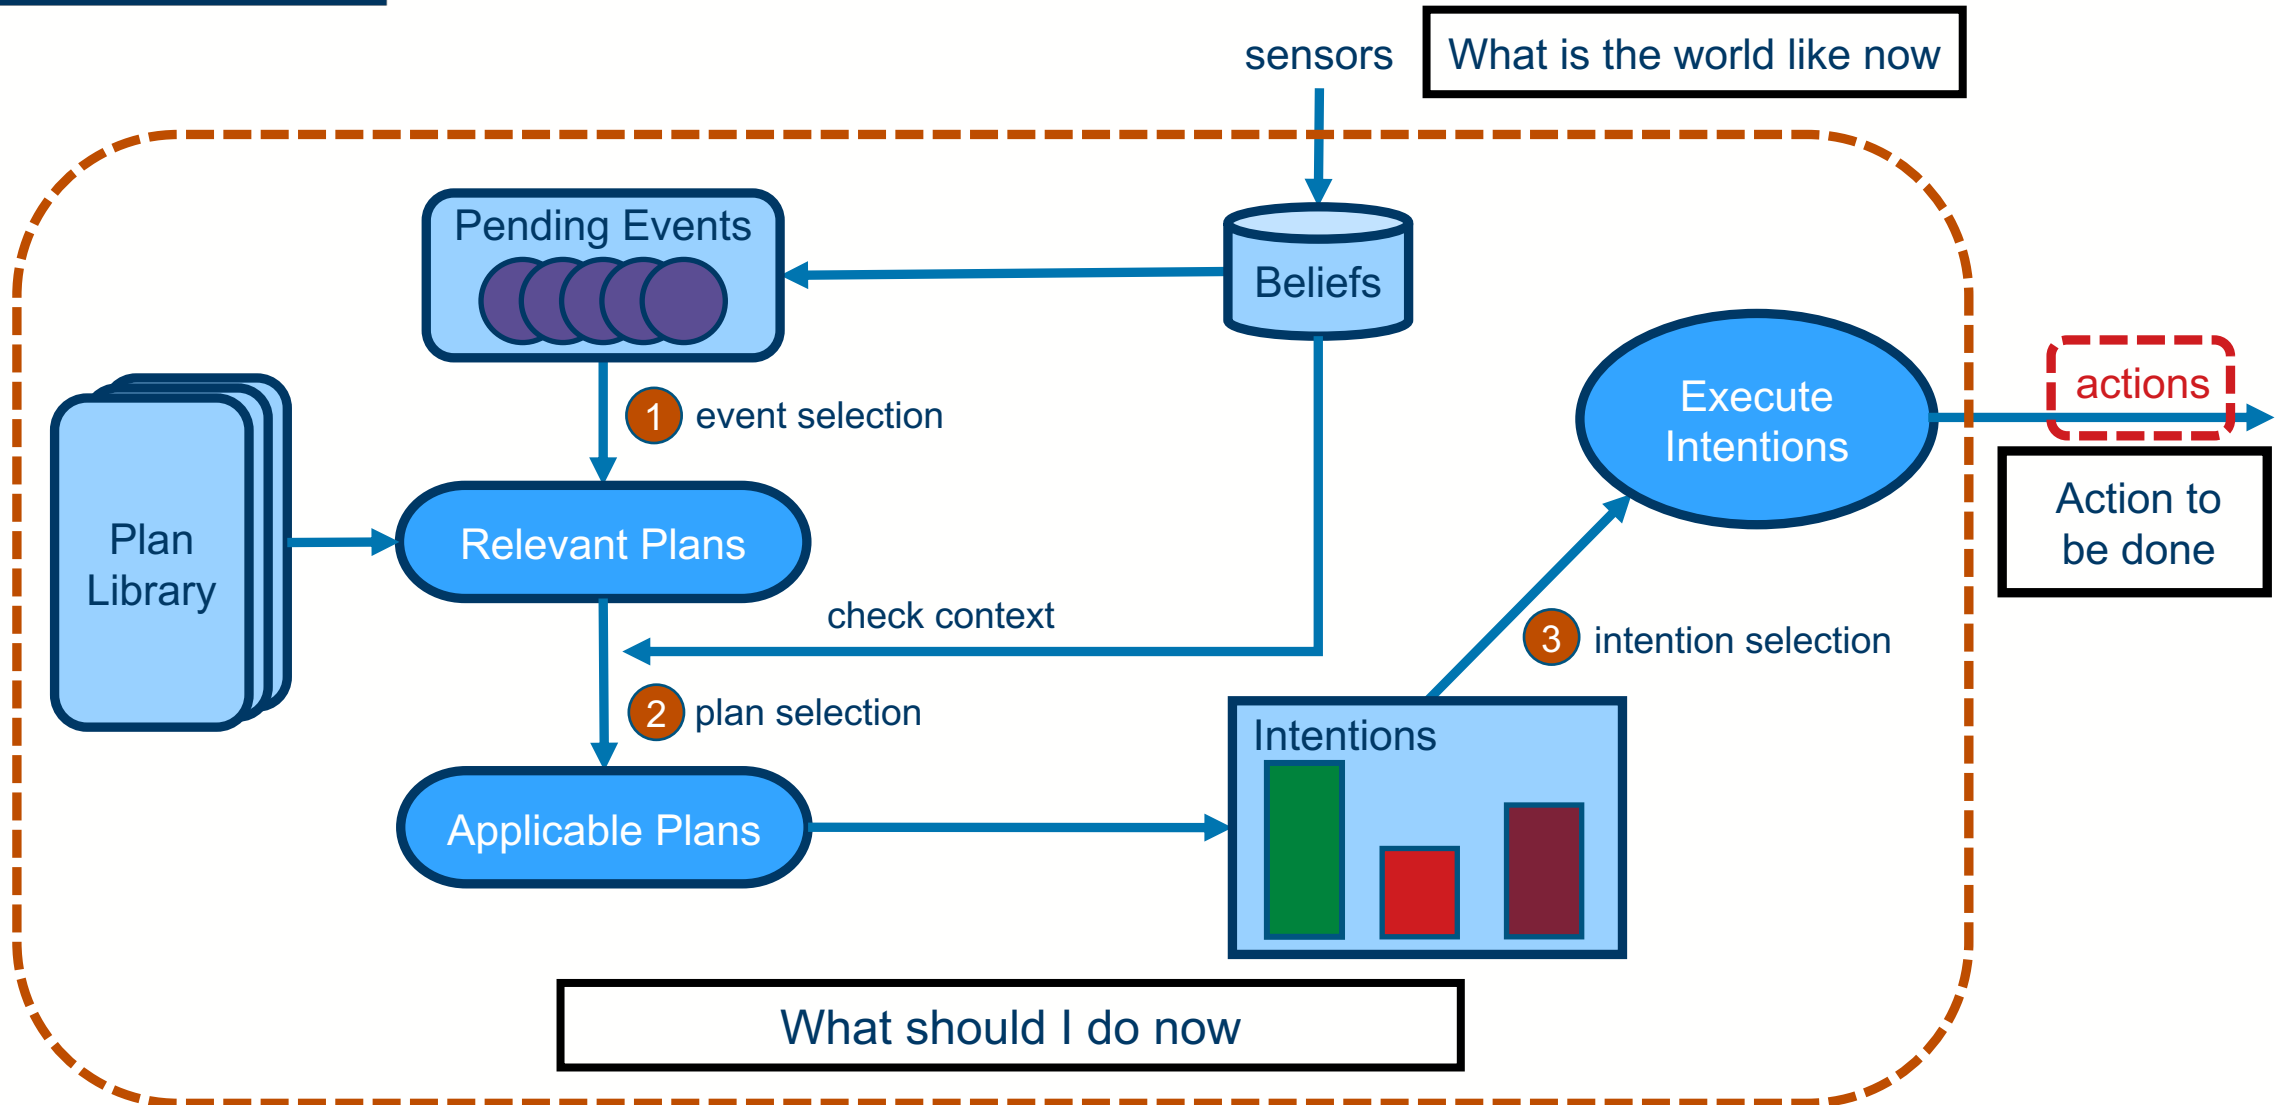 sensors
What is the world like now
Pending Events
Beliefs
1 event selection
Execute
Intentions
actions
Action to
be done
Plan
Library
Relevant Plans
check context
3 intention selection
2 plan selection
Intentions
Applicable Plans
What should I do now